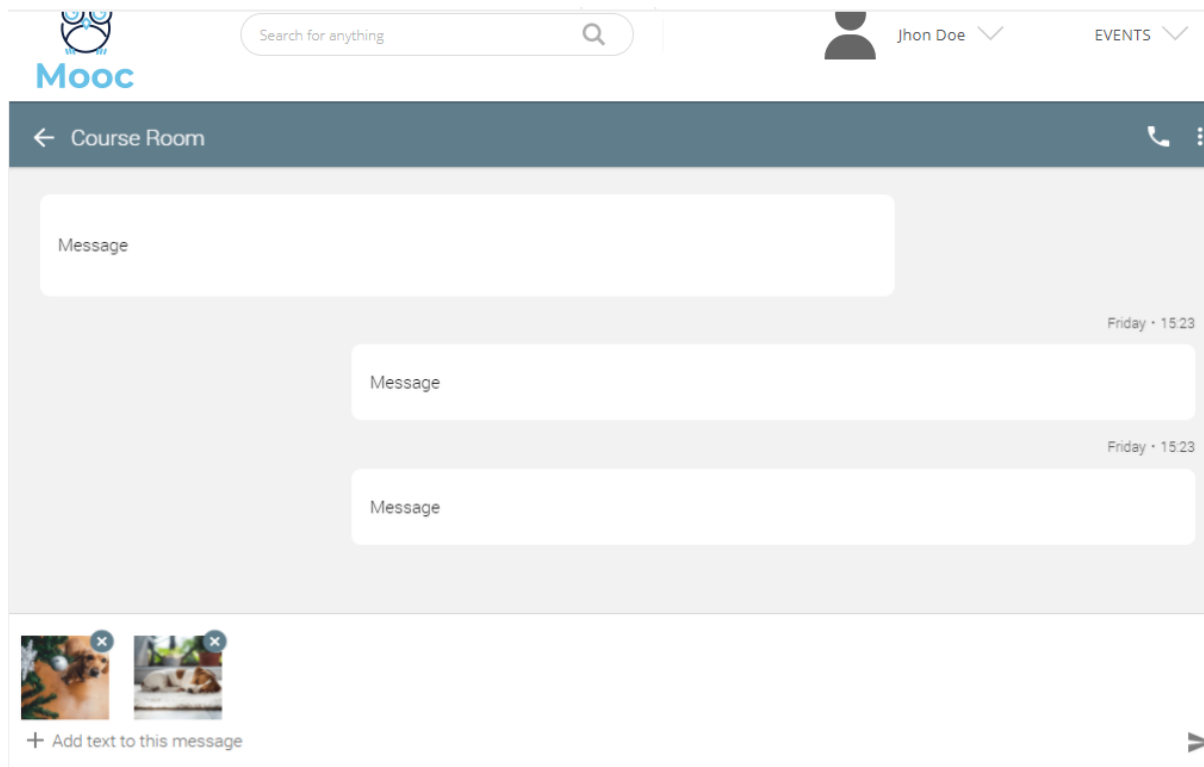 Search for anything
Jhon Doe
EVENTS
Mooc
Course Room
Message
Friday • 15:23
Message
Friday • 15:23
Message
+ Add text to this message